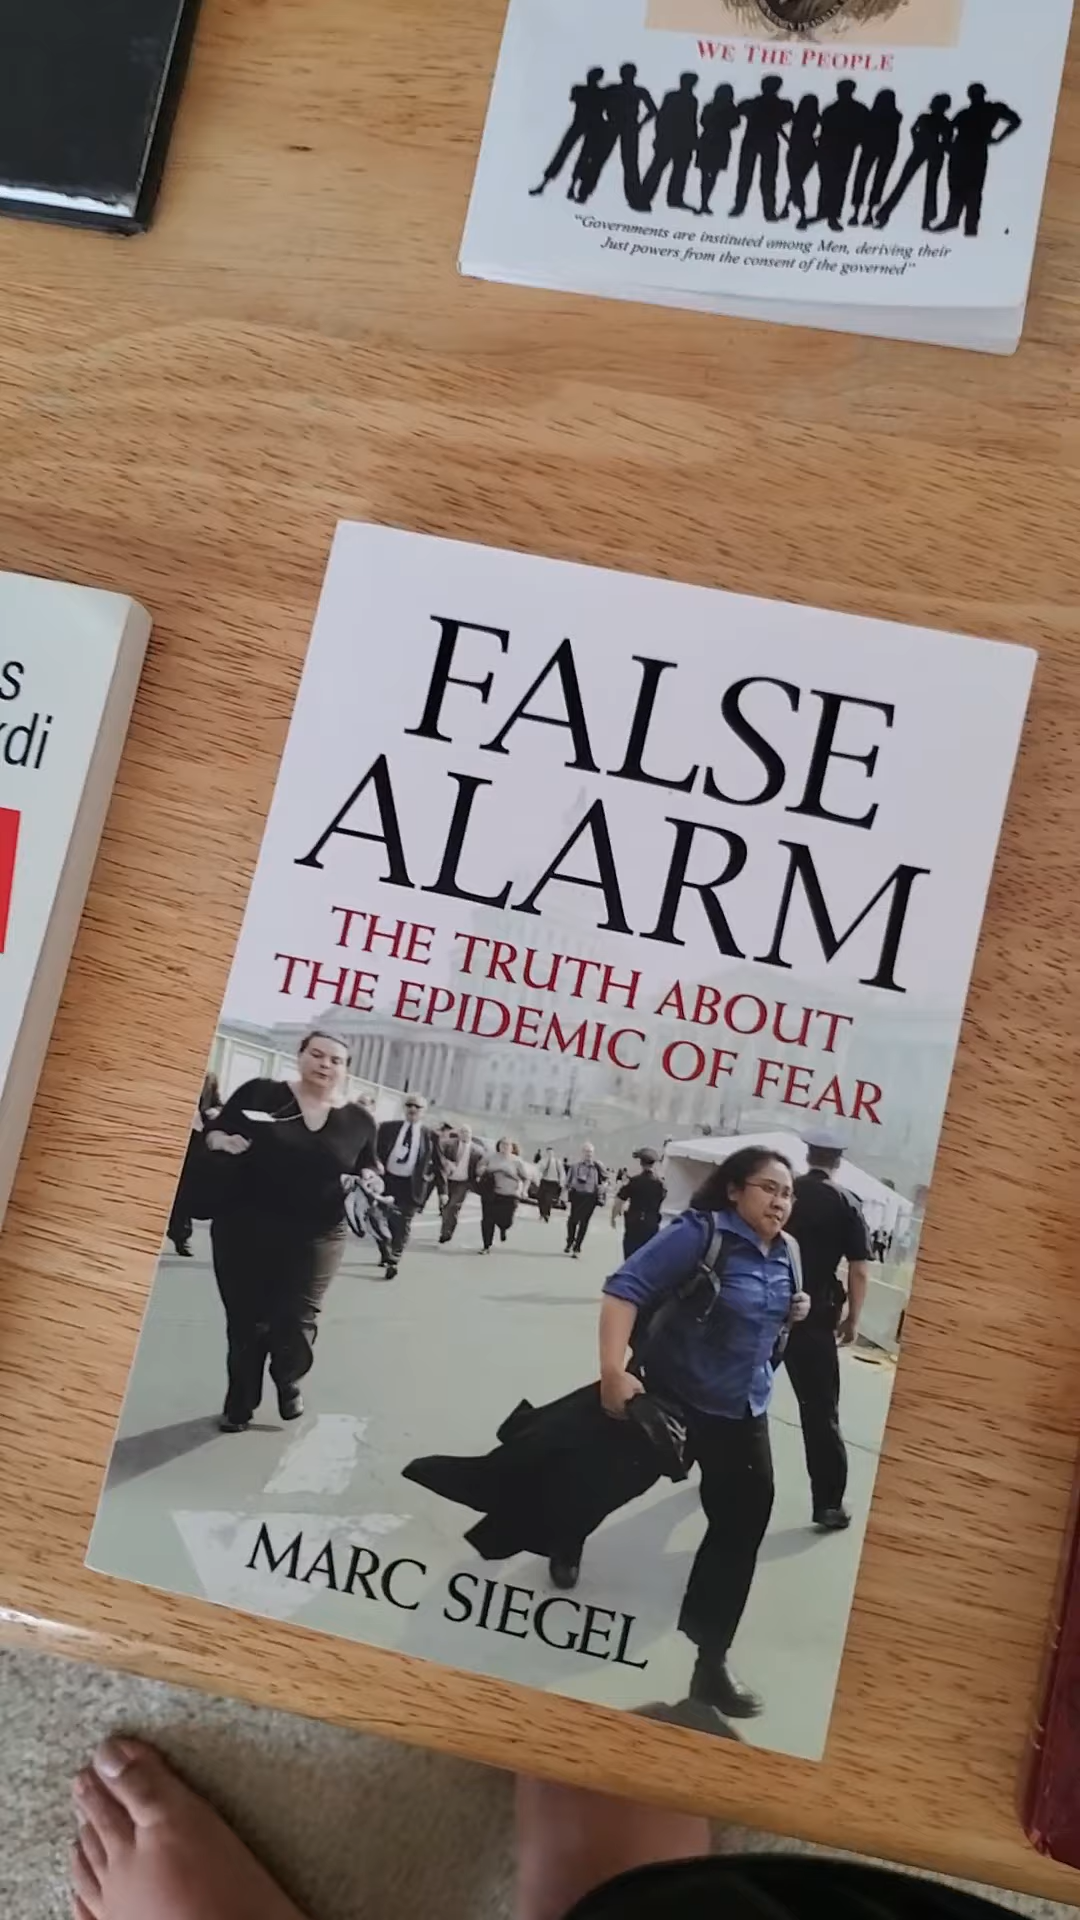 WE THE PEOPLE
"Governments are instituted among Men, deriving their
Just powers from the consent of the governed"
s
di
FALSE
ALARM
THE TRUTH ABOUT
THE EPIDEMIC OF FEAR
MARC SIEGEL